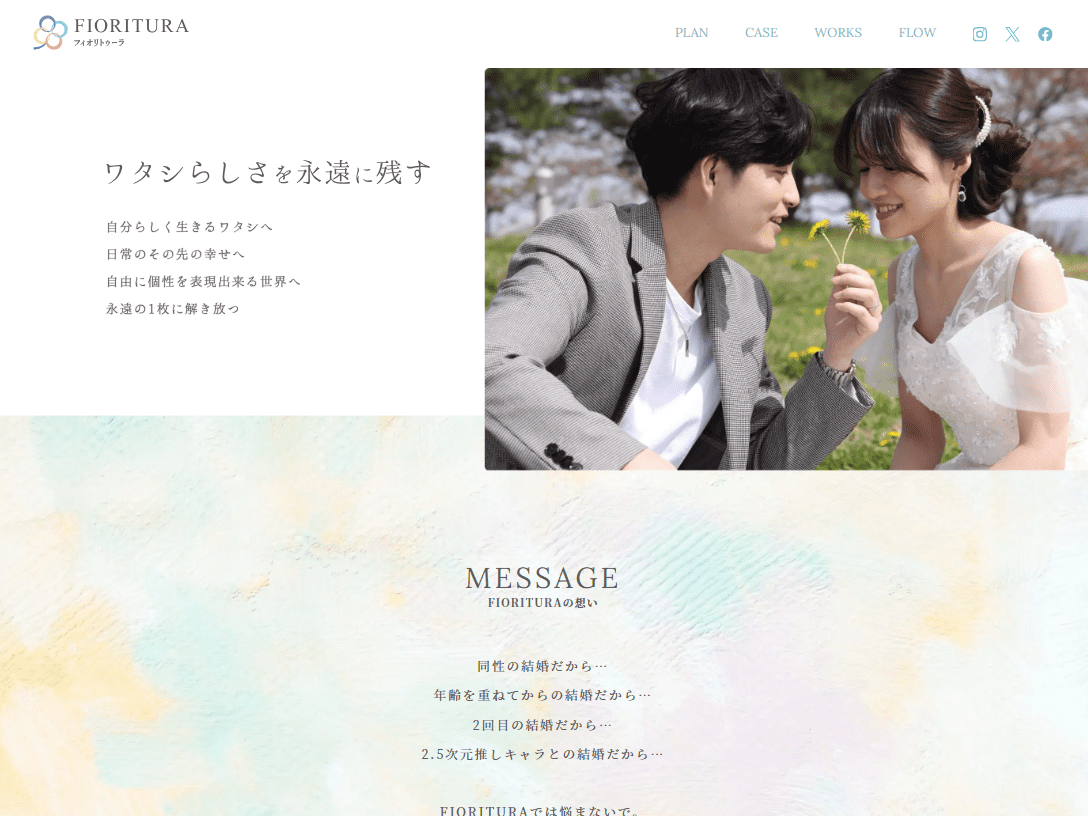 FIORITURA
フィオリトゥーラ
PLAN CASE WORKS FLOW
ワタシらしさを永遠に残す
自分らしく生きるワタシへ
日常のその先の幸せへ
自由に個性を表現出来る世界へ
永遠の1枚に解き放つ
MESSAGE
FIORITURAの想い
同性の結婚だから…
年齢を重ねてからの結婚だから…
2回目の結婚だから…
2.5次元推しキャラとの結婚だから…
FIORITURAでは悩まないで。